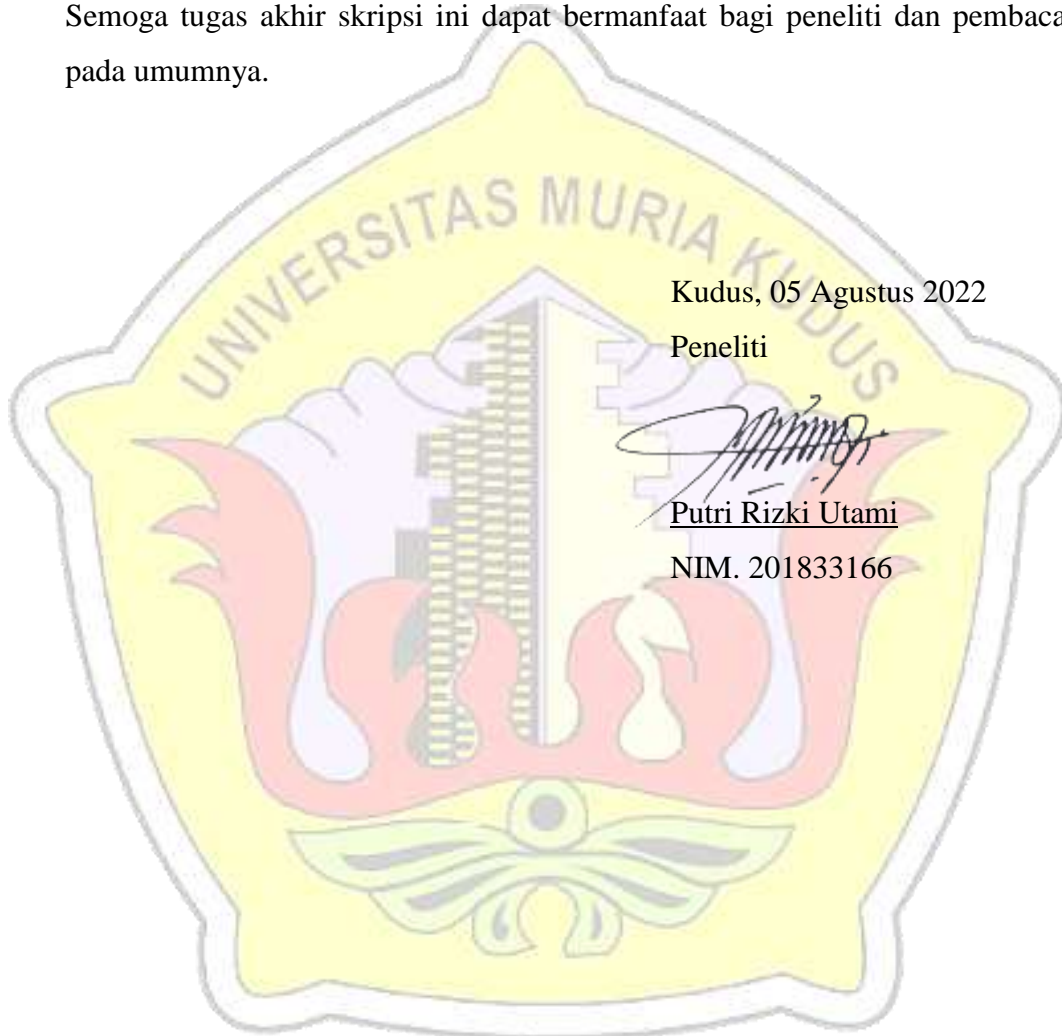 Semoga tugas akhir skripsi ini dapat bermanfaat bagi peneliti dan pembaca
pada umumnya.
UNIVERSITAS MURIA KUDUS
Kudus, 05 Agustus 2022
Peneliti
Putri Rizki Utami
NIM. 201833166